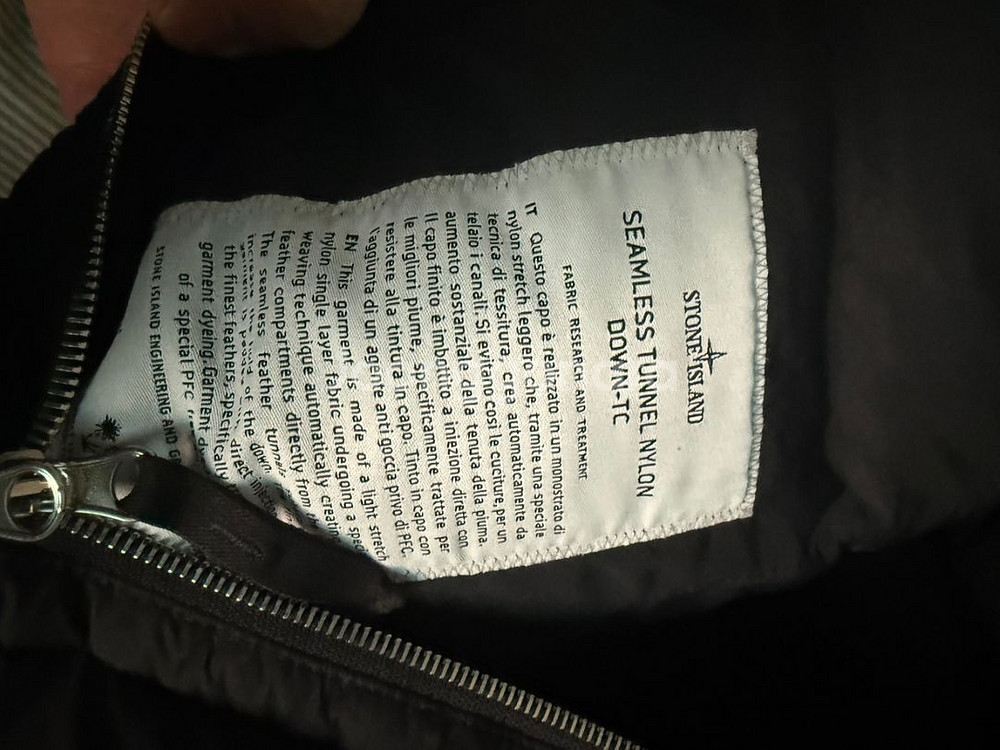 STONE ISLAND
SEAMLESS TUNNEL NYLON
DOWN-TC
FABRIC RESEARCH AND TREATMENT
IT Questo capo è realizzato in un monostrato di
nylon stretch leggero che, tramite una speciale
tecnica di tessitura, crea automaticamente da
telaio i canali. Si evitano così le cuciture, per un
aumento sostanziale della tenuta della piuma.
Il capo finito è imbottito a iniezione diretta con
le migliori piume, specificamente trattate per
resistere alla tintura in capo. Tinto in capo con
l'aggiunta di un agente anti goccia privo di PFC.
EN This garment is made of a light stretch
nylon single layer fabric undergoing a
weaving technique automatically
feather compartments directly from
The seamless feather
of the down.
the finest feathers, specifically
garment dyeing. Garment
of a special PFC
STONE ISLAND ENGINEERING AND